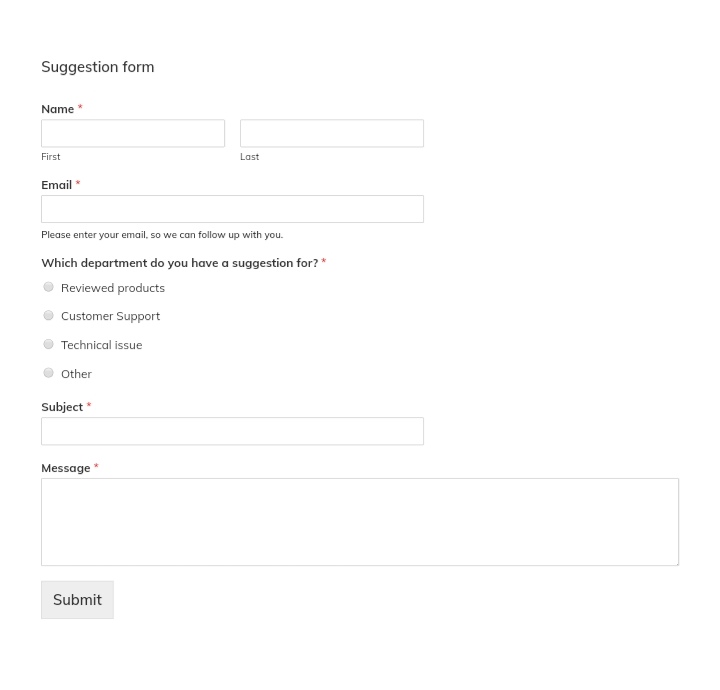 Suggestion form
Name *
First Last
Email *
Please enter your email, so we can follow up with you.
Which department do you have a suggestion for? *
Reviewed products
Customer Support
Technical issue
Other
Subject *
Message *
Submit